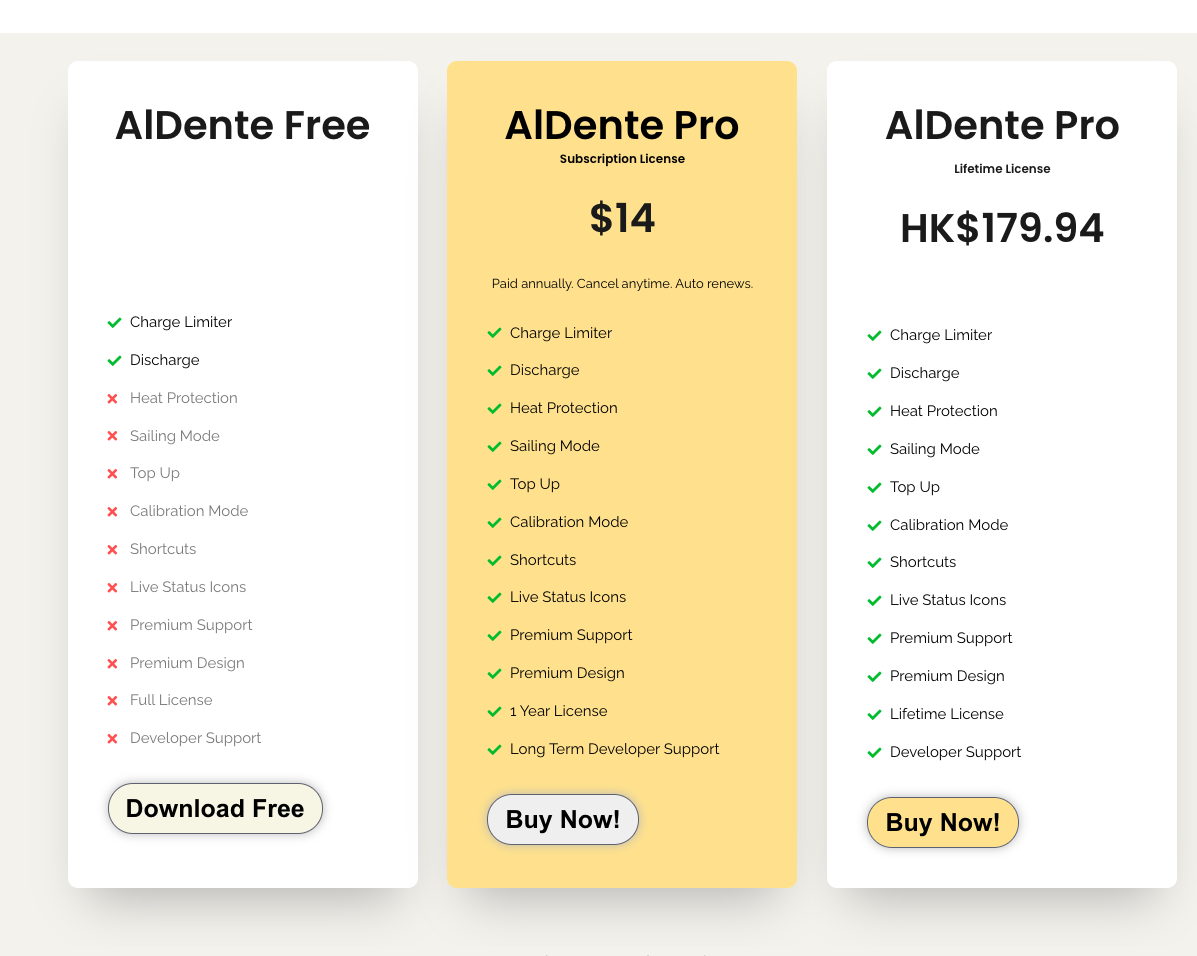 AlDente Free
Charge Limiter
Discharge
Heat Protection
Sailing Mode
Top Up
Calibration Mode
Shortcuts
Live Status Icons
Premium Support
Premium Design
Full License
Developer Support
Download Free
AlDente Pro
Subscription License
$14
Paid annually. Cancel anytime. Auto renews.
Charge Limiter
Discharge
Heat Protection
Sailing Mode
Top Up
Calibration Mode
Shortcuts
Live Status Icons
Premium Support
Premium Design
1 Year License
Long Term Developer Support
Buy Now!
AlDente Pro
Lifetime License
HK$179.94
Charge Limiter
Discharge
Heat Protection
Sailing Mode
Top Up
Calibration Mode
Shortcuts
Live Status Icons
Premium Support
Premium Design
Lifetime License
Developer Support
Buy Now!